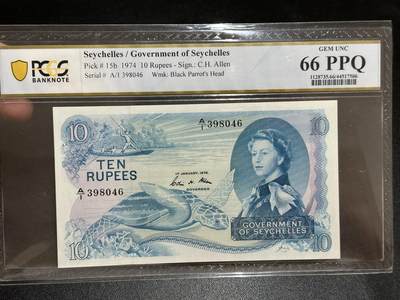 Seychelles / Government of Seychelles
Pick # 15b 1974 10 Rupees - Sign.: C.H. Allen
Serial # A/1 398046 Wmk: Black Parrot's Head
GEM UNC
66 PPQ
PCGS
BANKNOTE
10
A/1 398046
TEN
RUPEES
1ST JANUARY, 1974
GOVERNOR
A/1 398046
GOVERNMENT
OF SEYCHELLES
10
10